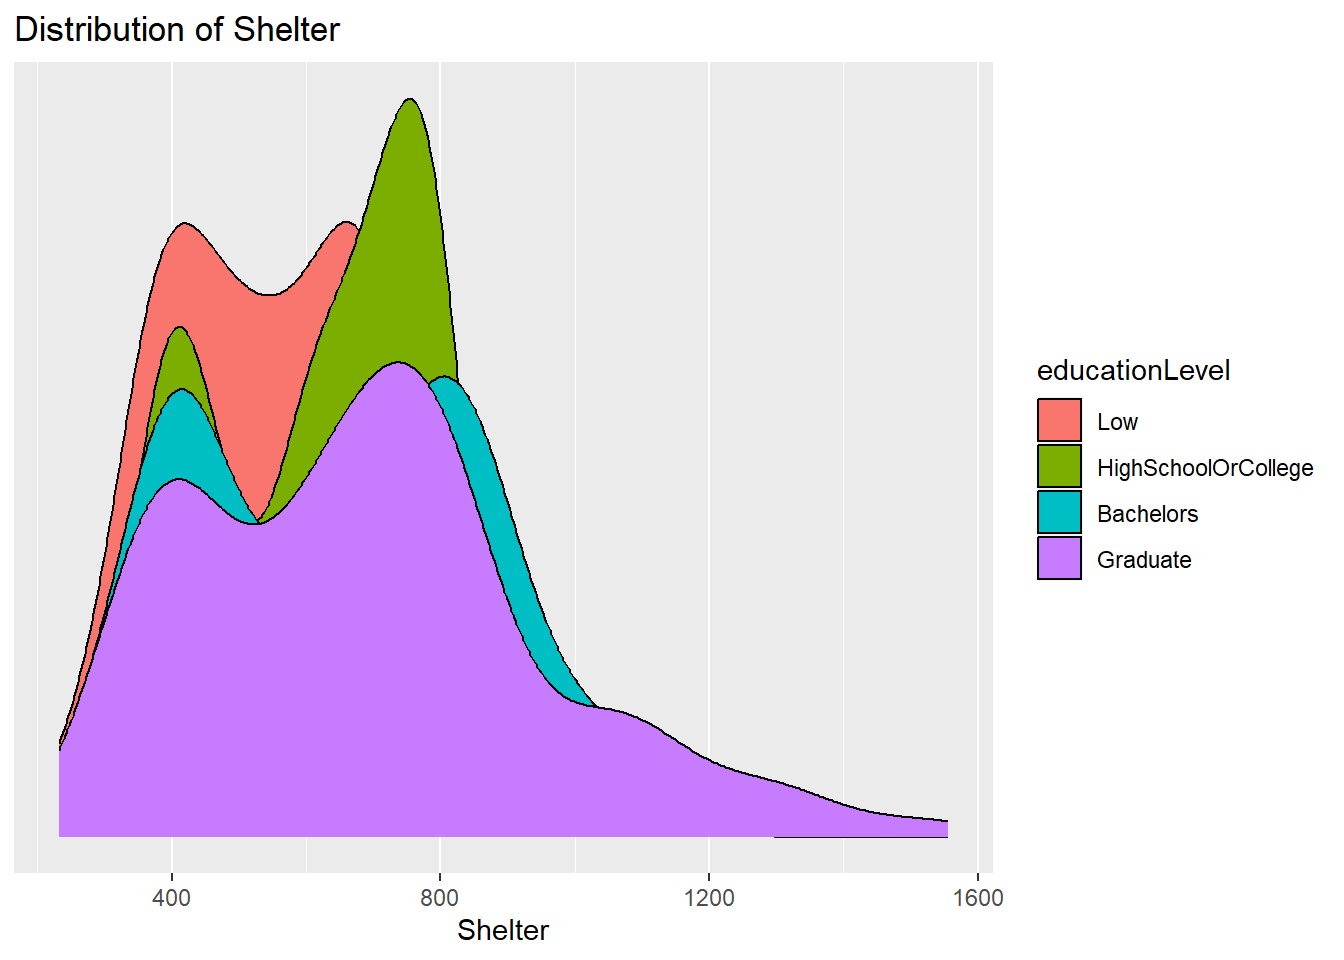 Distribution of Shelter
educationLevel
Low
HighSchoolOrCollege
Bachelors
Graduate
400 800 1200 1600
Shelter